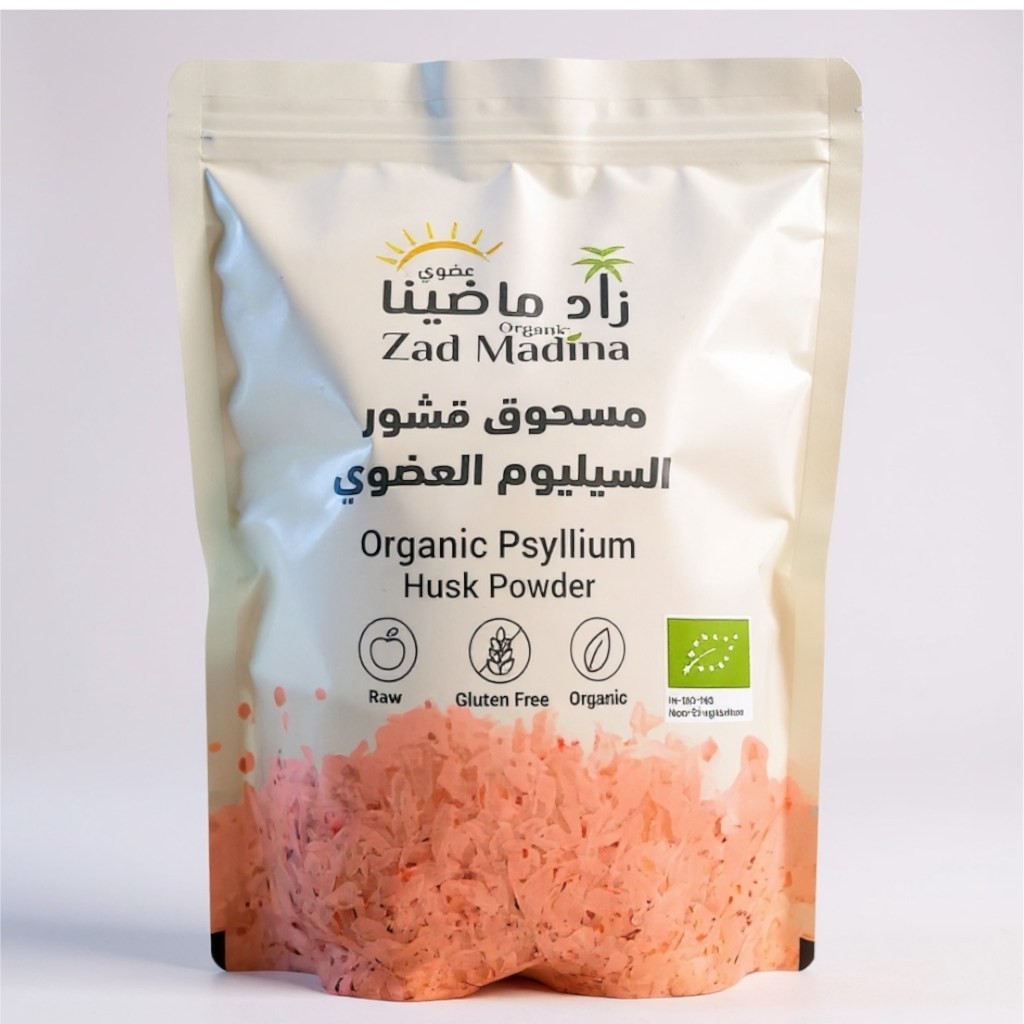 عضوي
زاد ماضينا
Organic
Zad Madina
مسحوق قشور
السيليوم العضوي
Organic Psyllium
Husk Powder
Raw
Gluten Free
Organic